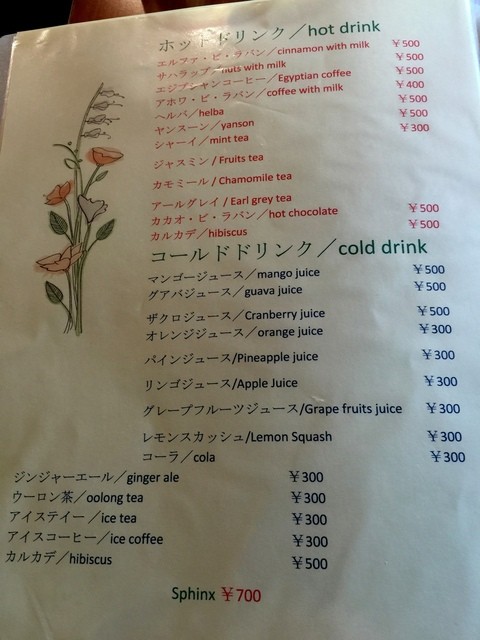 ホットドリンク／hot drink
エルファ・ビ・ラバン／cinnamon with milk ￥500
サハラップ／nuts with milk ￥500
エジプシャンコーヒー／Egyptian coffee ￥500
アホワ・ビ・ラバン／coffee with milk ￥400
ヘルバ／helba ￥500
ヤンスーン／yanson ￥500
シャーイ／mint tea ￥300
ジャスミン / Fruits tea
カモミール / Chamomile tea
アールグレイ / Earl grey tea
カカオ・ビ・ラバン／hot chocolate ￥500
カルカデ／hibiscus ￥500
コールドドリンク／cold drink
マンゴージュース／mango juice ￥500
グアバジュース／guava juice ￥500
ザクロジュース／Cranberry juice ￥500
オレンジジュース／orange juice ￥300
パインジュース/Pineapple juice ￥300
リンゴジュース/Apple Juice ￥300
グレープフルーツジュース/Grape fruits juice ￥300
レモンスカッシュ/Lemon Squash ￥300
コーラ／cola ￥300
ジンジャーエール／ginger ale ￥300
ウーロン茶／oolong tea ￥300
アイステイー ／ice tea ￥300
アイスコーヒー／ice coffee ￥300
カルカデ／hibiscus ￥500
Sphinx ￥700